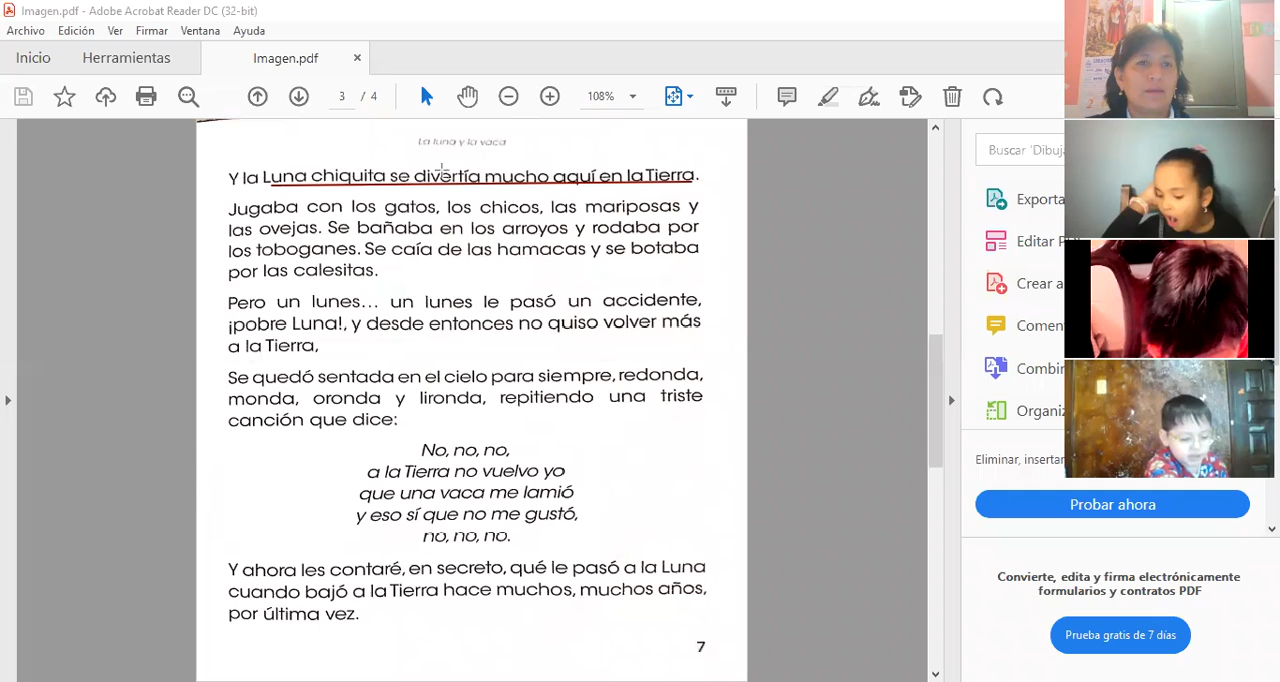 Imagen.pdf - Adobe Acrobat Reader DC (32-bit)
Archivo Edición Ver Firmar Ventana Ayuda
Inicio Herramientas Imagen.pdf ×
3 / 4 108%
La luna y la vaca
Y la Luna chiquita se divertía mucho aquí en la Tierra.
Jugaba con los gatos, los chicos, las mariposas y
las ovejas. Se bañaba en los arroyos y rodaba por
los toboganes. Se caía de las hamacas y se botaba
por las calesitas.
Pero un lunes... un lunes le pasó un accidente,
¡pobre Luna!, y desde entonces no quiso volver más
a la Tierra,
Se quedó sentada en el cielo para siempre, redonda,
monda, oronda y lironda, repitiendo una triste
canción que dice:
No, no, no,
a la Tierra no vuelvo yo
que una vaca me lamió
y eso sí que no me gustó,
no, no, no.
Y ahora les contaré, en secreto, qué le pasó a la Luna
cuando bajó a la Tierra hace muchos, muchos años,
por última vez.
7
Buscar 'Dibuj
Exporta
Editar PD
Crear a
Comen
Combin
Organiz
Eliminar, insertar
Probar ahora
Convierte, edita y firma electrónicamente
formularios y contratos PDF
Prueba gratis de 7 días